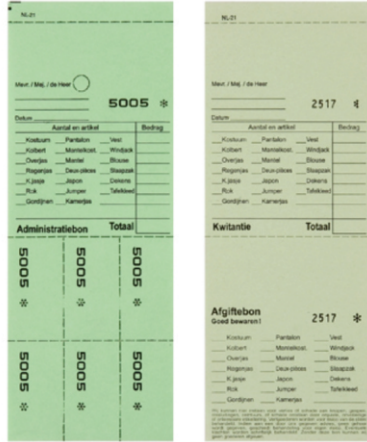 NL-21
Mevr. / Mej. / de Heer
5005 *
Datum
Aantal en artikel Bedrag
Kostuum Pantalon Vest
Kolbert Mantelkost. Windjack
Overjas Mantel Blouse
Regenjas Deux-pièces Slaapzak
K.jasje Japon Dekens
Rok Jumper Tafelkleed
Gordijnen Kamerjas
Administratiebon Totaal
5005 * 5005 * 5005 *
5005 * 5005 * 5005 *
NL-21
Mevr. / Mej. / de Heer
2517 *
Datum
Aantal en artikel Bedrag
Kostuum Pantalon Vest
Kolbert Mantelkost. Windjack
Overjas Mantel Blouse
Regenjas Deux-pièces Slaapzak
K.jasje Japon Dekens
Rok Jumper Tafelkleed
Gordijnen Kamerjas
Kwitantie Totaal
Afgiftebon
Goed bewaren! 2517 *
Kostuum Pantalon Vest
Kolbert Mantelkost. Windjack
Overjas Mantel Blouse
Regenjas Deux-pièces Slaapzak
K.jasje Japon Dekens
Rok Jumper Tafelkleed
Gordijnen Kamerjas